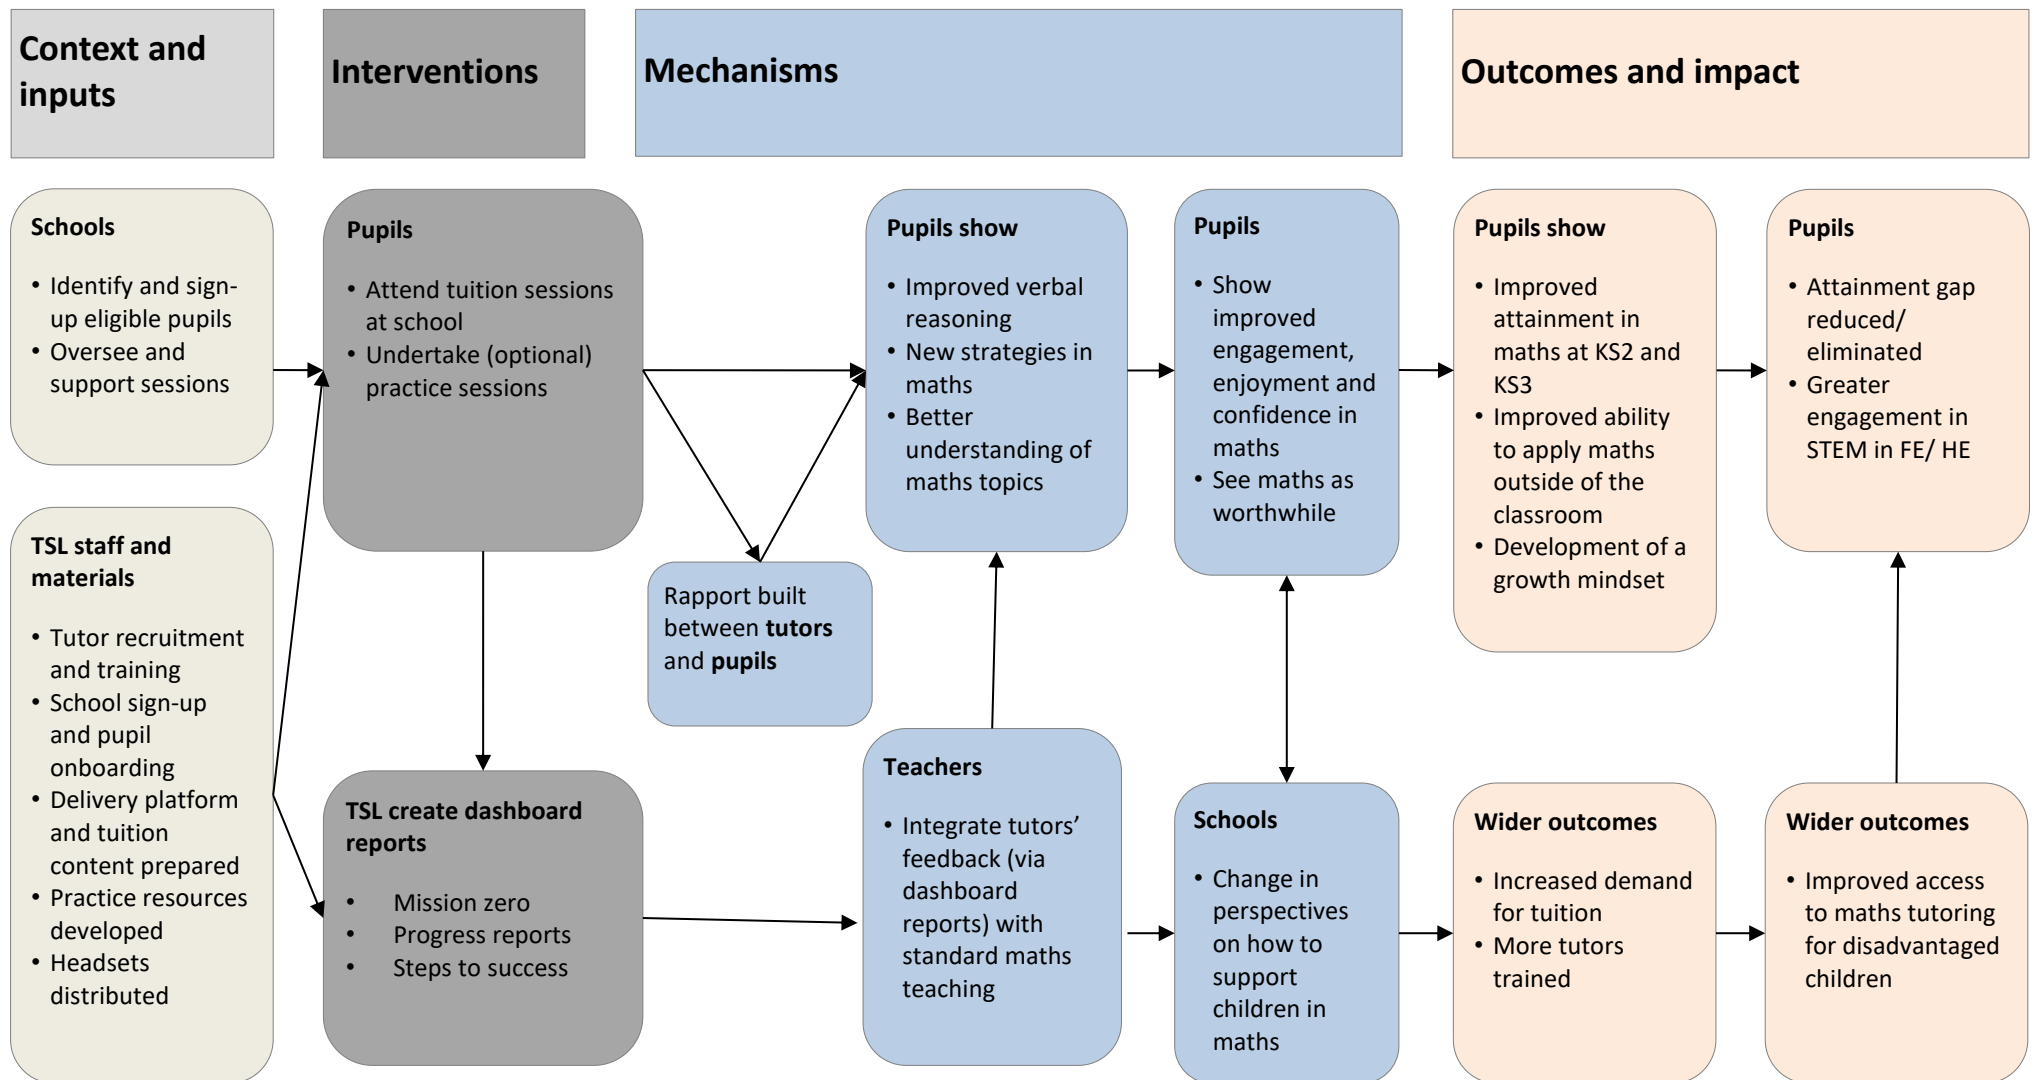 Context and
inputs
Interventions
Mechanisms
Outcomes and impact
Schools
• Identify and sign-
up eligible pupils
• Oversee and
support sessions
TSL staff and
materials
• Tutor recruitment
and training
• School sign-up
and pupil
onboarding
• Delivery platform
and tuition
content prepared
• Practice resources
developed
• Headsets
distributed
Pupils
• Attend tuition sessions
at school
• Undertake (optional)
practice sessions
TSL create dashboard
reports
• Mission zero
• Progress reports
• Steps to success
Rapport built
between tutors
and pupils
Pupils show
• Improved verbal
reasoning
• New strategies in
maths
• Better
understanding of
maths topics
Teachers
• Integrate tutors’
feedback (via
dashboard
reports) with
standard maths
teaching
Pupils
• Show
improved
engagement,
enjoyment and
confidence in
maths
• See maths as
worthwhile
Schools
• Change in
perspectives
on how to
support
children in
maths
Pupils show
• Improved
attainment in
maths at KS2 and
KS3
• Improved ability
to apply maths
outside of the
classroom
• Development of a
growth mindset
Wider outcomes
• Increased demand
for tuition
• More tutors
trained
Pupils
• Attainment gap
reduced/
eliminated
• Greater
engagement in
STEM in FE/ HE
Wider outcomes
• Improved access
to maths tutoring
for disadvantaged
children